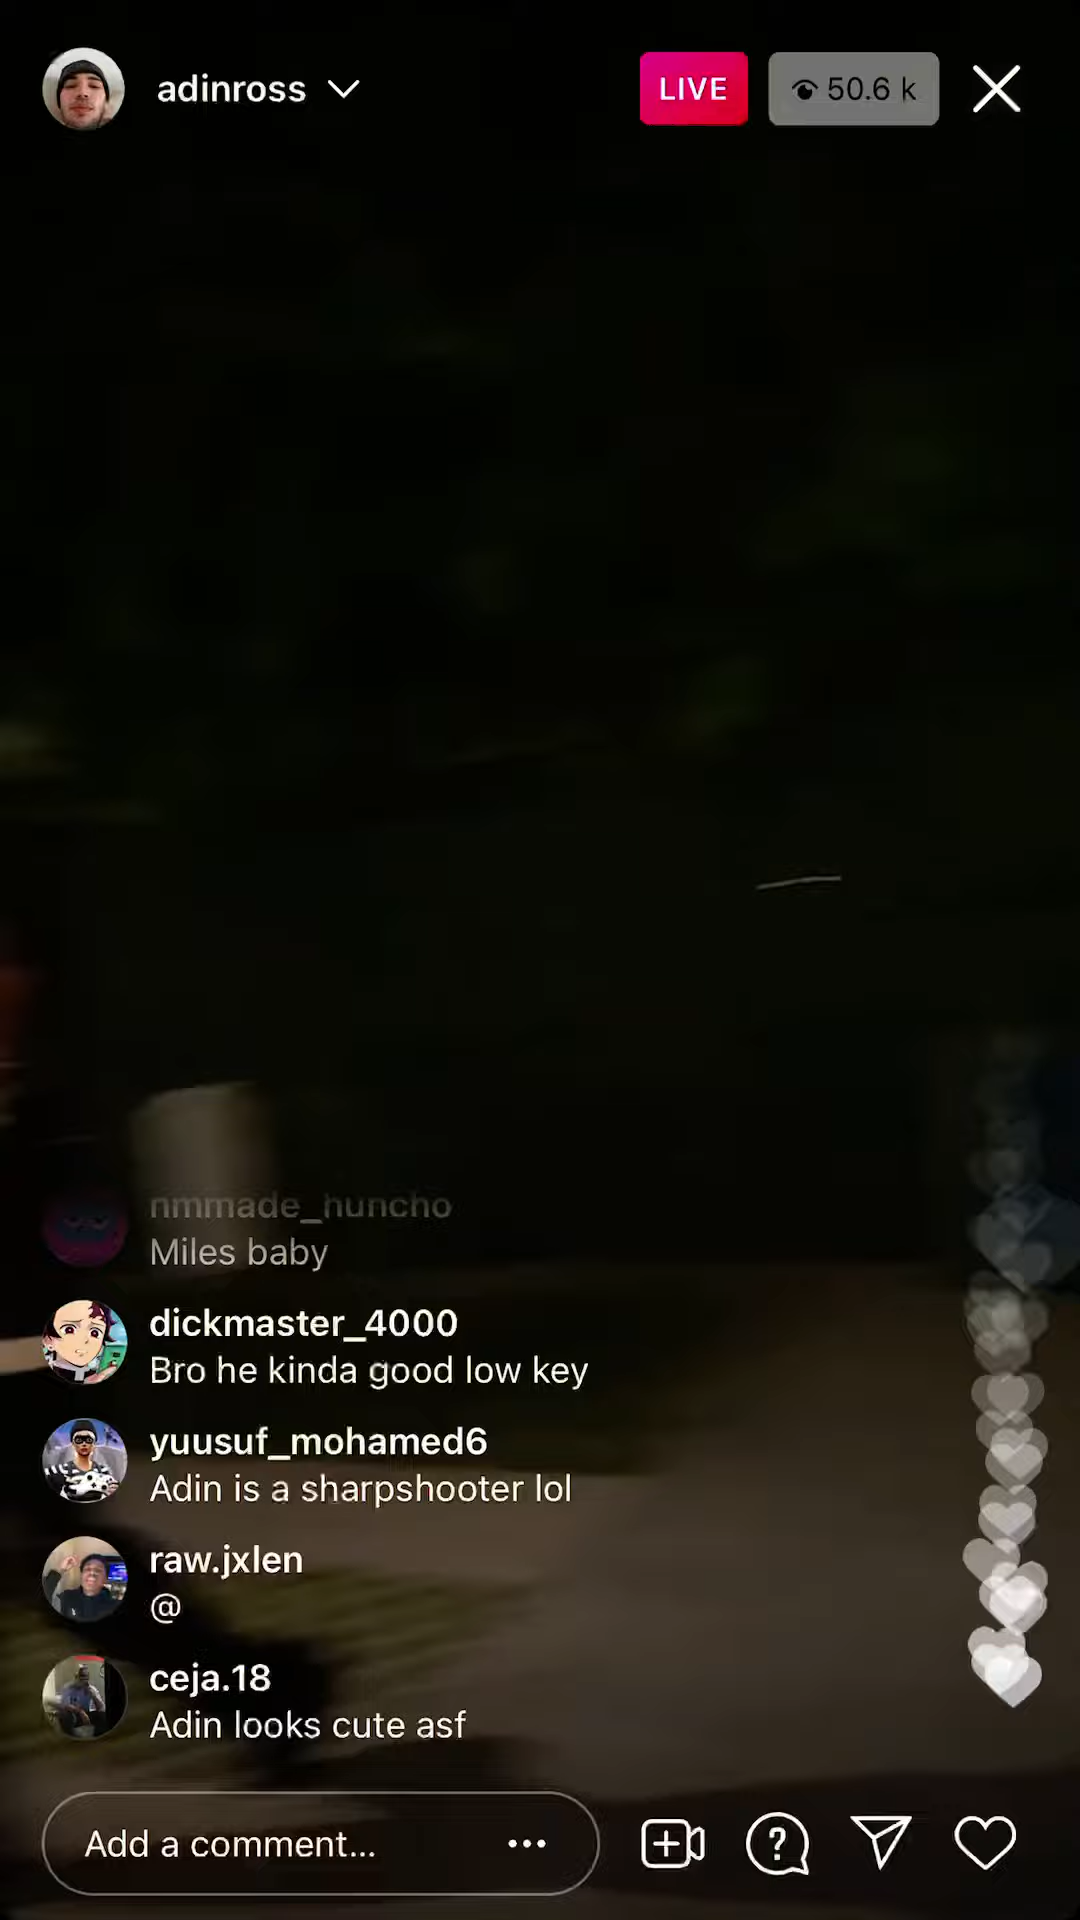 adinross
LIVE
50.6 k
nmmade_huncho
Miles baby
dickmaster_4000
Bro he kinda good low key
yuusuf_mohamed6
Adin is a sharpshooter lol
raw.jxlen
@
ceja.18
Adin looks cute asf
Add a comment...